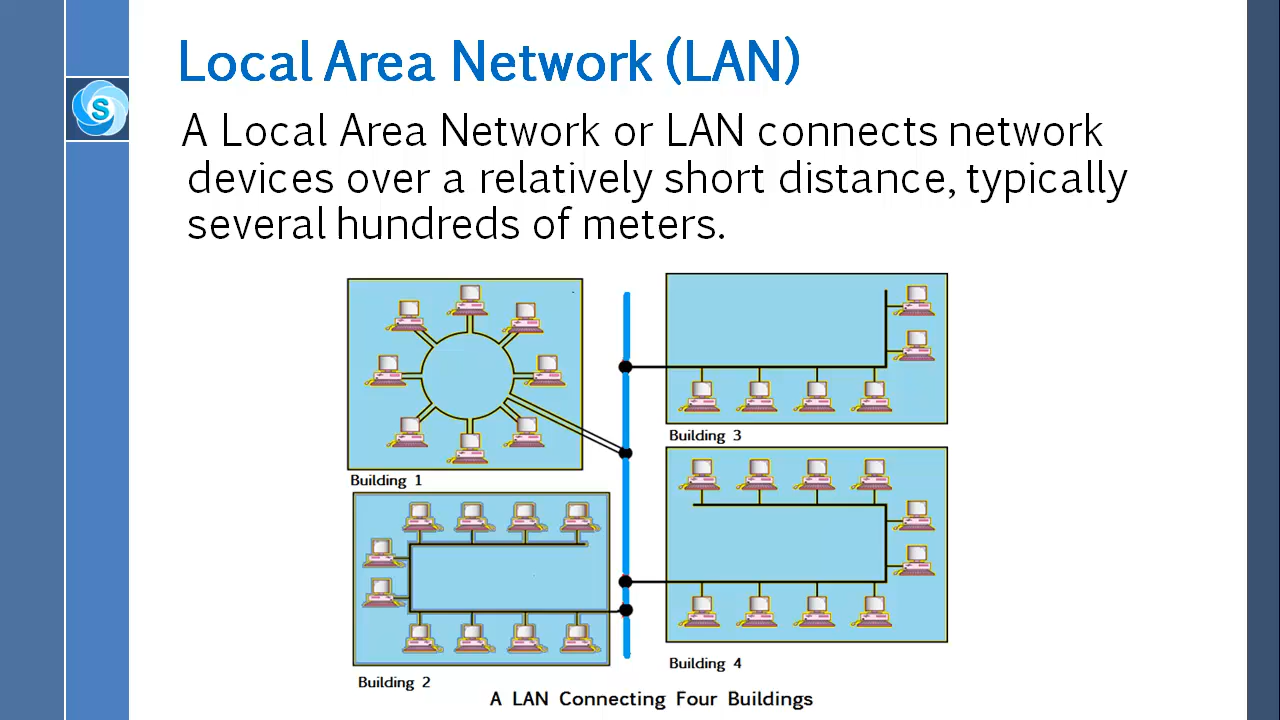 Local Area Network (LAN)
A Local Area Network or LAN connects network
devices over a relatively short distance, typically
several hundreds of meters.
S
Building 1
Building 3
Building 2
Building 4
A LAN Connecting Four Buildings